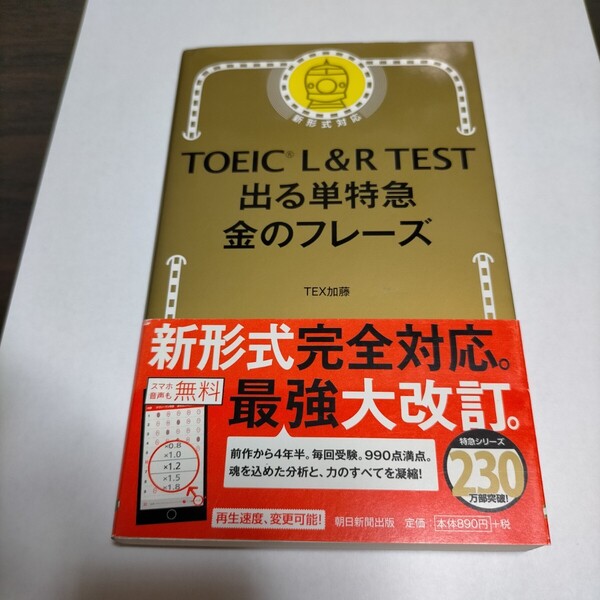 新形式対応
TOEIC® L&R TEST
出る単特急
金のフレーズ
TEX加藤
新形式完全対応。
スマホ
音声も
無料
最強大改訂。
×0.8
×1.0
×1.2
×1.5
×1.8
前作から4年半。毎回受験。990点満点。
魂を込めた分析と、力のすべてを凝縮!
特急シリーズ
230
万部突破!
再生速度、変更可能!
朝日新聞出版 定価:本体890円+税